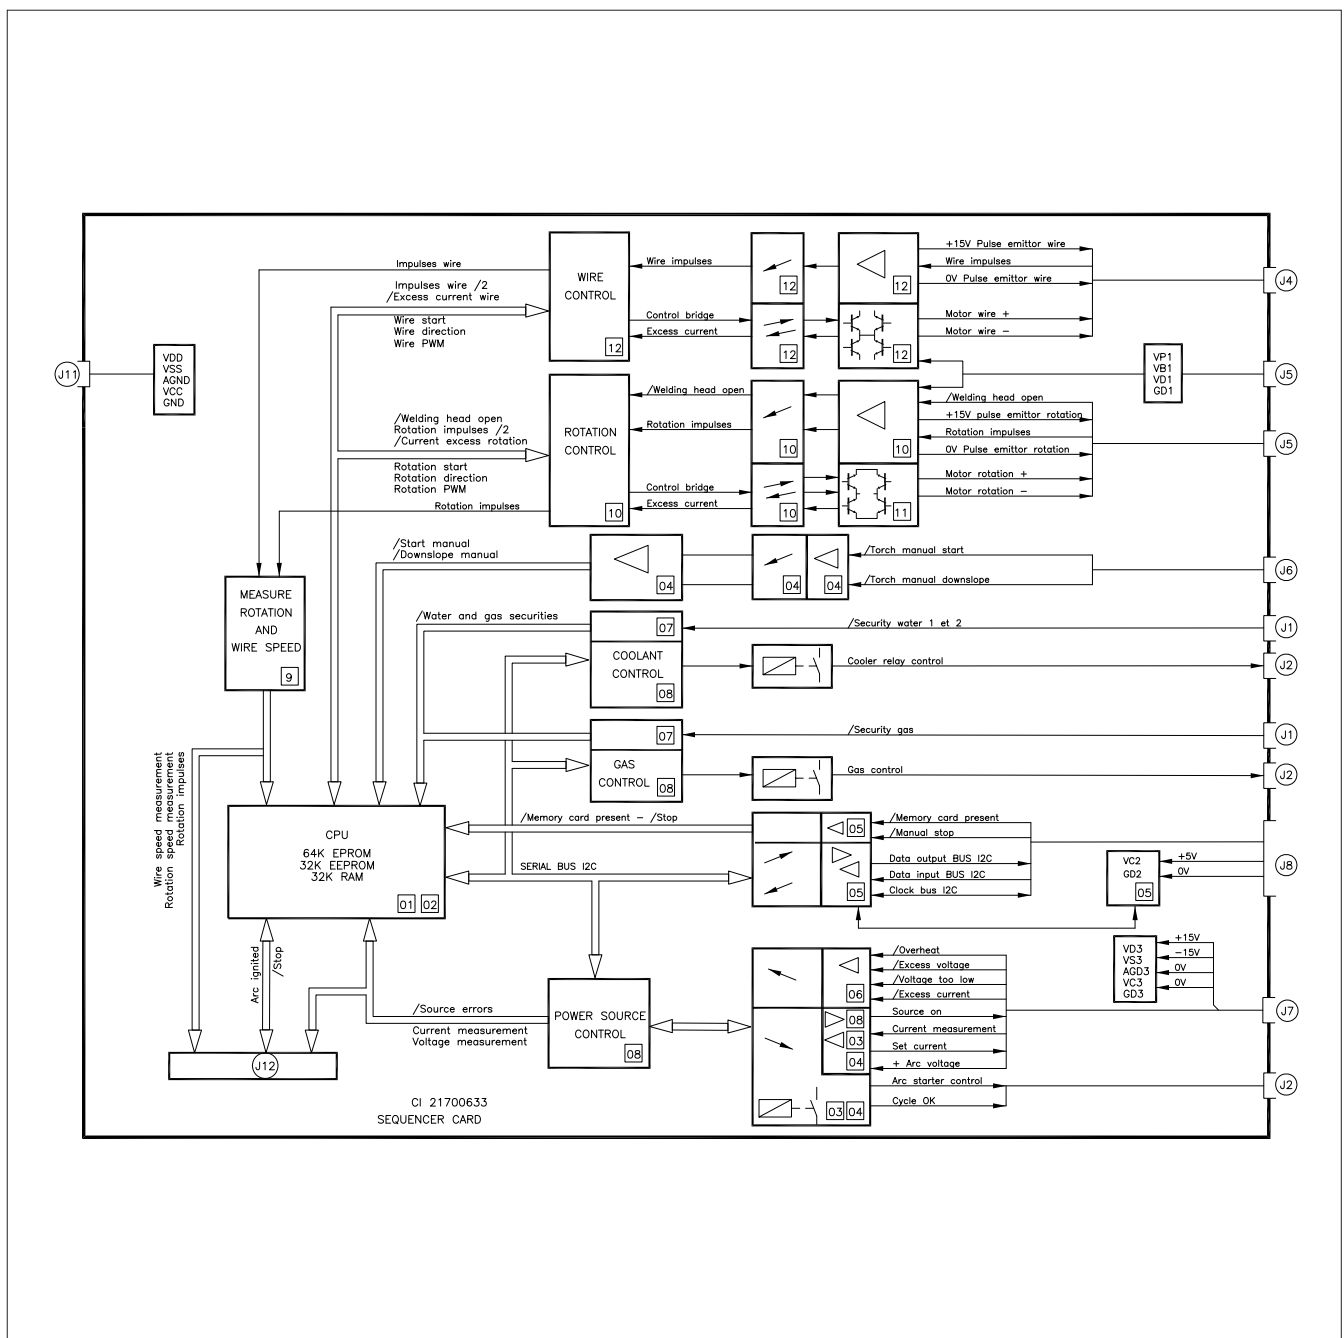 +15V Pulse emittor wire
Impulses wire
WIRE
CONTROL
12
Wire impulses
12
12
Wire impulses
0V Pulse emittor wire
J4
Impulses wire /2
/Excess current wire
Wire start
Wire direction
Wire PWM
Control bridge
Excess current
12
12
Motor wire +
Motor wire −
J11
VDD
VSS
AGND
VCC
GND
VP1
VB1
VD1
GD1
J5
/Welding head open
Rotation impulses /2
/Current excess rotation
Rotation start
Rotation direction
Rotation PWM
Rotation impulses
ROTATION
CONTROL
10
/Welding head open
Rotation impulses
10
10
/Welding head open
+15V pulse emittor rotation
Rotation impulses
0V Pulse emittor rotation
J5
Control bridge
Excess current
10
11
Motor rotation +
Motor rotation −
/Start manual
/Downslope manual
04
04
04
/Torch manual start
/Torch manual downslope
J6
MEASURE
ROTATION
AND
WIRE SPEED
9
/Water and gas securities
07
COOLANT
CONTROL
08
/Security water 1 et 2
J1
Cooler relay control
J2
07
GAS
CONTROL
08
/Security gas
J1
Gas control
J2
Wire speed measurement
Rotation speed measurement
Rotation impulses
CPU
64K EPROM
32K EEPROM
32K RAM
01 02
/Memory card present − /Stop
SERIAL BUS I2C
05
05
/Memory card present
/Manual stop
Data output BUS I2C
Data input BUS I2C
Clock bus I2C
VC2
GD2
05
+5V
0V
J8
Arc ignited
/Stop
/Source errors
Current measurement
Voltage measurement
POWER SOURCE
CONTROL
08
06
08
03
04
03 04
/Overheat
/Excess voltage
/Voltage too low
/Excess current
Source on
Current measurement
Set current
+ Arc voltage
Arc starter control
Cycle OK
VD3
VS3
AGD3
VC3
GD3
+15V
−15V
0V
0V
J7
J2
J12
CI 21700633
SEQUENCER CARD